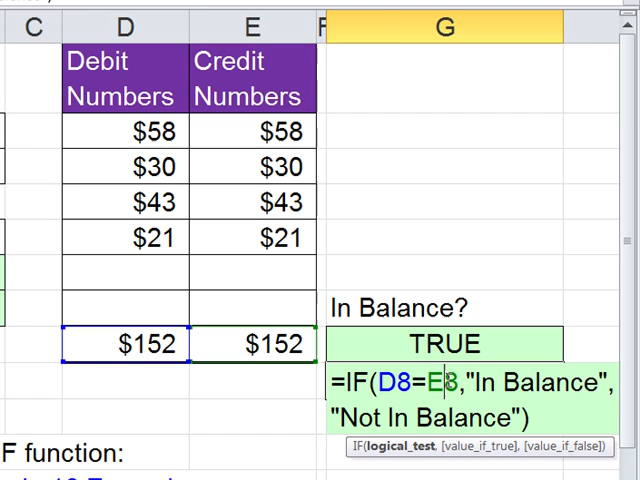 C D E F G
Debit Credit
Numbers Numbers
$58 $58
$30 $30
$43 $43
$21 $21
In Balance?
$152 $152 TRUE
=IF(D8=E8,"In Balance",
"Not In Balance")
IF(logical_test, [value_if_true], [value_if_false])
F function: